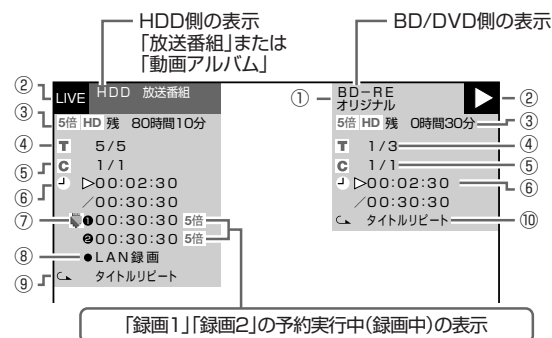 HDD側の表示
「放送番組」または
「動画アルバム」
BD/DVD側の表示
②
LIVE
HDD 放送番組
③
5倍 HD 残 80時間10分
④
T 5/5
⑤
C 1/1
⑥
▷00:02:30
/00:30:30
⑦
❶00:30:30 5倍
❷00:30:30 5倍
⑧
●LAN録画
⑨
タイトルリピート
①
BD-RE
オリジナル
②
5倍 HD 残 0時間30分
③
T 1/3
④
C 1/1
⑤
▷00:02:30
⑥
/00:30:30
タイトルリピート
⑩
「録画1」「録画2」の予約実行中(録画中)の表示